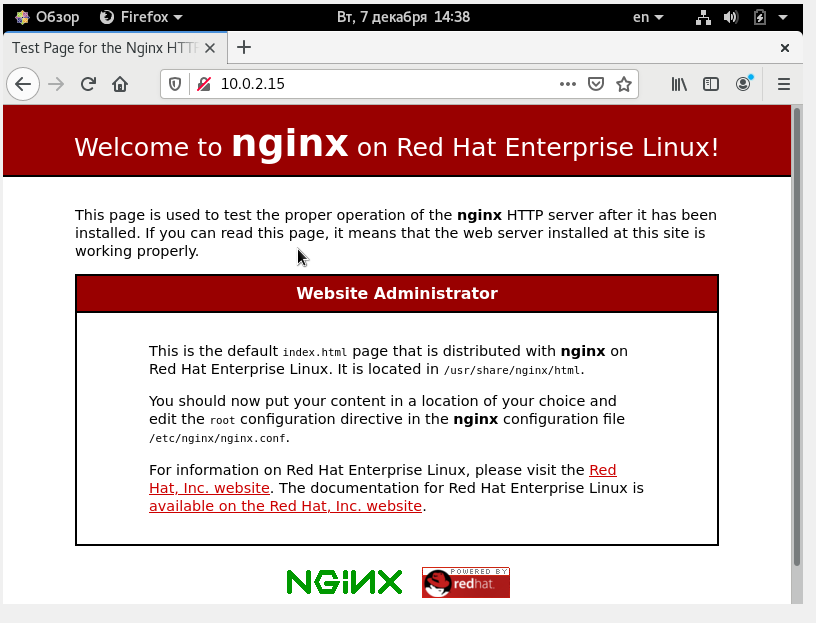 Обзор Firefox Вт, 7 декабря 14:38 en
Test Page for the Nginx HTT
10.0.2.15
Welcome to nginx on Red Hat Enterprise Linux!
This page is used to test the proper operation of the nginx HTTP server after it has been
installed. If you can read this page, it means that the web server installed at this site is
working properly.
Website Administrator
This is the default index.html page that is distributed with nginx on
Red Hat Enterprise Linux. It is located in /usr/share/nginx/html.
You should now put your content in a location of your choice and
edit the root configuration directive in the nginx configuration file
/etc/nginx/nginx.conf.
For information on Red Hat Enterprise Linux, please visit the Red
Hat, Inc. website. The documentation for Red Hat Enterprise Linux is
available on the Red Hat, Inc. website.
NGiNX
POWERED BY
redhat.